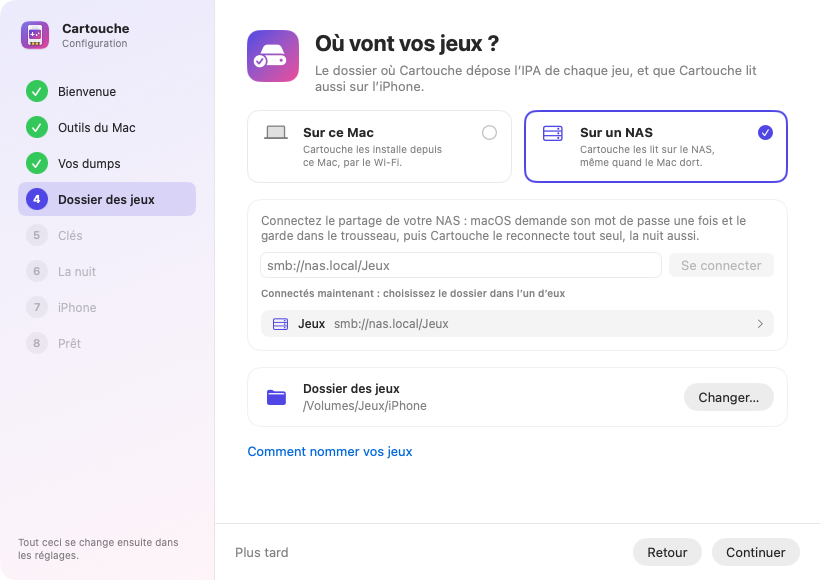 Cartouche
Configuration
Bienvenue
Outils du Mac
Vos dumps
4 Dossier des jeux
5 Clés
6 La nuit
7 iPhone
8 Prêt
Tout ceci se change ensuite dans
les réglages.
Où vont vos jeux ?
Le dossier où Cartouche dépose l’IPA de chaque jeu, et que Cartouche lit
aussi sur l’iPhone.
Sur ce Mac
Cartouche les installe depuis
ce Mac, par le Wi-Fi.
Sur un NAS
Cartouche les lit sur le NAS,
même quand le Mac dort.
Connectez le partage de votre NAS : macOS demande son mot de passe une fois et le
garde dans le trousseau, puis Cartouche le reconnecte tout seul, la nuit aussi.
smb://nas.local/Jeux
Se connecter
Connectés maintenant : choisissez le dossier dans l’un d’eux
Jeux smb://nas.local/Jeux
Dossier des jeux
/Volumes/Jeux/iPhone
Changer...
Comment nommer vos jeux
Plus tard
Retour
Continuer